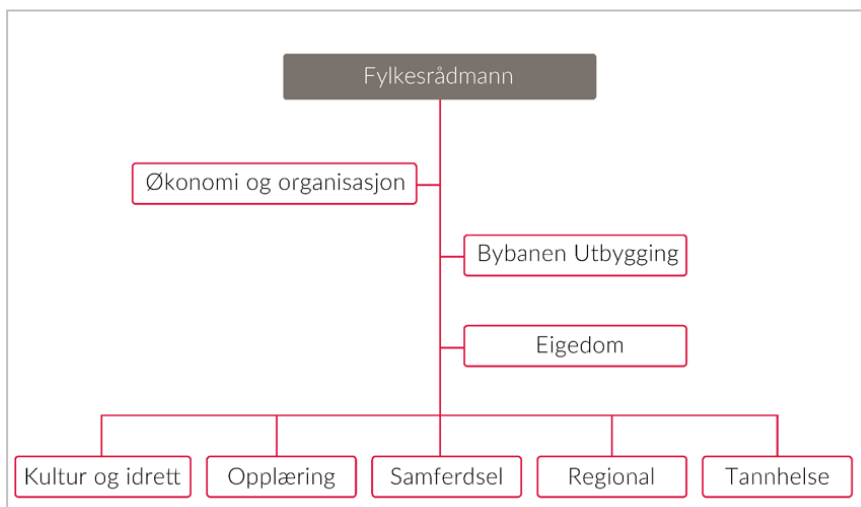 Fylkesrådmann
Økonomi og organisasjon
Bybanen Utbygging
Eigedom
Kultur og idrett
Opplæring
Samferdsel
Regional
Tannhelse